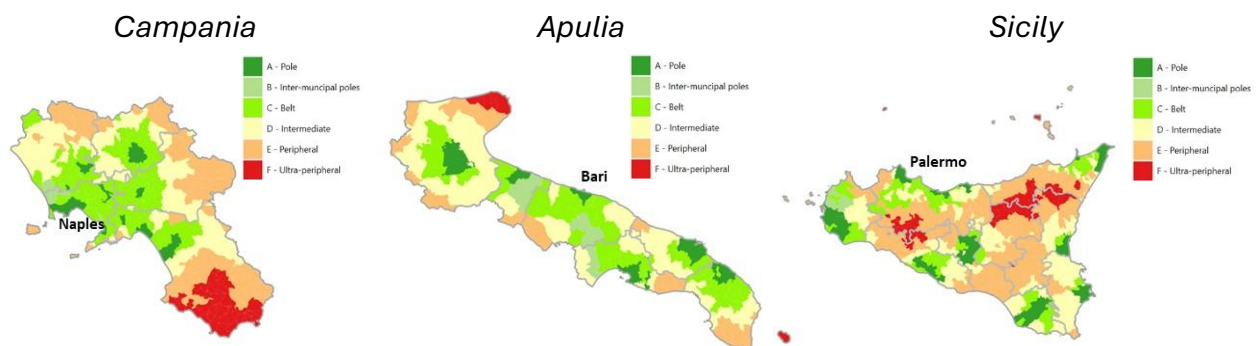 Campania
A - Pole
B - Inter-muncipal poles
C - Belt
D - Intermediate
E - Peripheral
F - Ultra-peripheral
Naples
Apulia
A - Pole
B - Inter-muncipal poles
C - Belt
D - Intermediate
E - Peripheral
F - Ultra-peripheral
Bari
Sicily
A - Pole
B - Inter-muncipal poles
C - Belt
D - Intermediate
E - Peripheral
F - Ultra-peripheral
Palermo